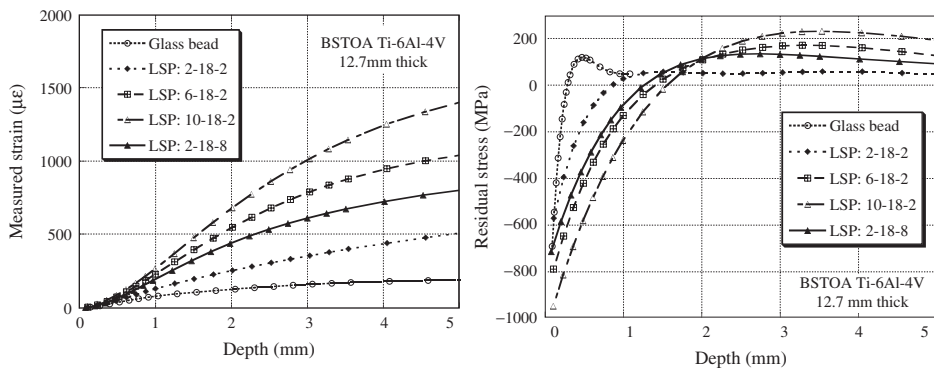 2000
1500
1000
500
0
Measured strain (με)
Glass bead
LSP: 2-18-2
LSP: 6-18-2
LSP: 10-18-2
LSP: 2-18-8
BSTOA Ti-6Al-4V
12.7mm thick
0 1 2 3 4 5
Depth (mm)
200
0
−200
−400
−600
−800
−1000
Residual stress (MPa)
Glass bead
LSP: 2-18-2
LSP: 6-18-2
LSP: 10-18-2
LSP: 2-18-8
BSTOA Ti-6Al-4V
12.7 mm thick
0 1 2 3 4 5
Depth (mm)